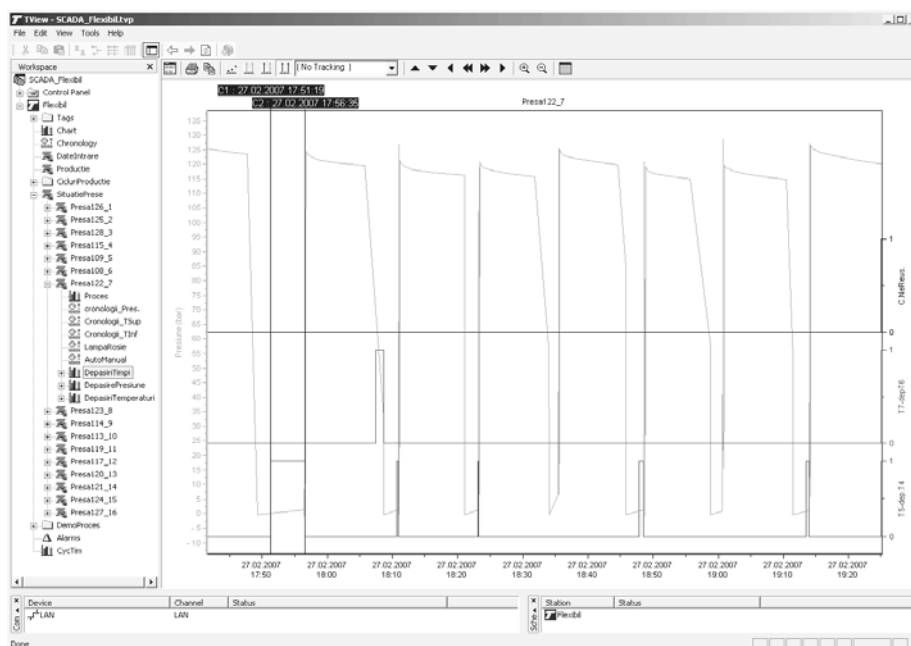 TView - SCADA_Flexibil.tvp
File Edit View Tools Help
[ No Tracking ]
Workspace
SCADA_Flexibil
Control Panel
Flexibil
Tags
Chart
Chronology
DateIntrare
Productie
CicluriProductie
SituatiePrese
Presa126_1
Presa125_2
Presa128_3
Presa115_4
Presa109_5
Presa108_6
Presa122_7
Proces
cronologii_Pres.
Cronologii_TSup
Cronologii_TInf
LampaRosie
AutoManual
DepasiriTimpi
DepasirePresiune
DepasiriTemperaturi
Presa123_8
Presa114_9
Presa113_10
Presa119_11
Presa117_12
Presa120_13
Presa121_14
Presa124_15
Presa127_16
DemoProces
Alarms
CycTim
C1 : 27.02.2007 17:51:19
C2 : 27.02.2007 17:56:35
Presa122_7
135
130
125
120
115
110
105
100
95
90
85
80
75
70
65
60
55
50
45
40
35
30
25
20
15
10
5
0
-5
-10
Presiune (bar)
1
0
C.NeReus.
1
0
T7-depT6
1
0
T5-dep.T4
27.02.2007 27.02.2007 27.02.2007 27.02.2007 27.02.2007 27.02.2007 27.02.2007 27.02.2007 27.02.2007 27.02.2007
17:50 18:00 18:10 18:20 18:30 18:40 18:50 19:00 19:10 19:20
Com
Device Channel Status
LAN LAN
Sche
Station Status
Flexibil
Done